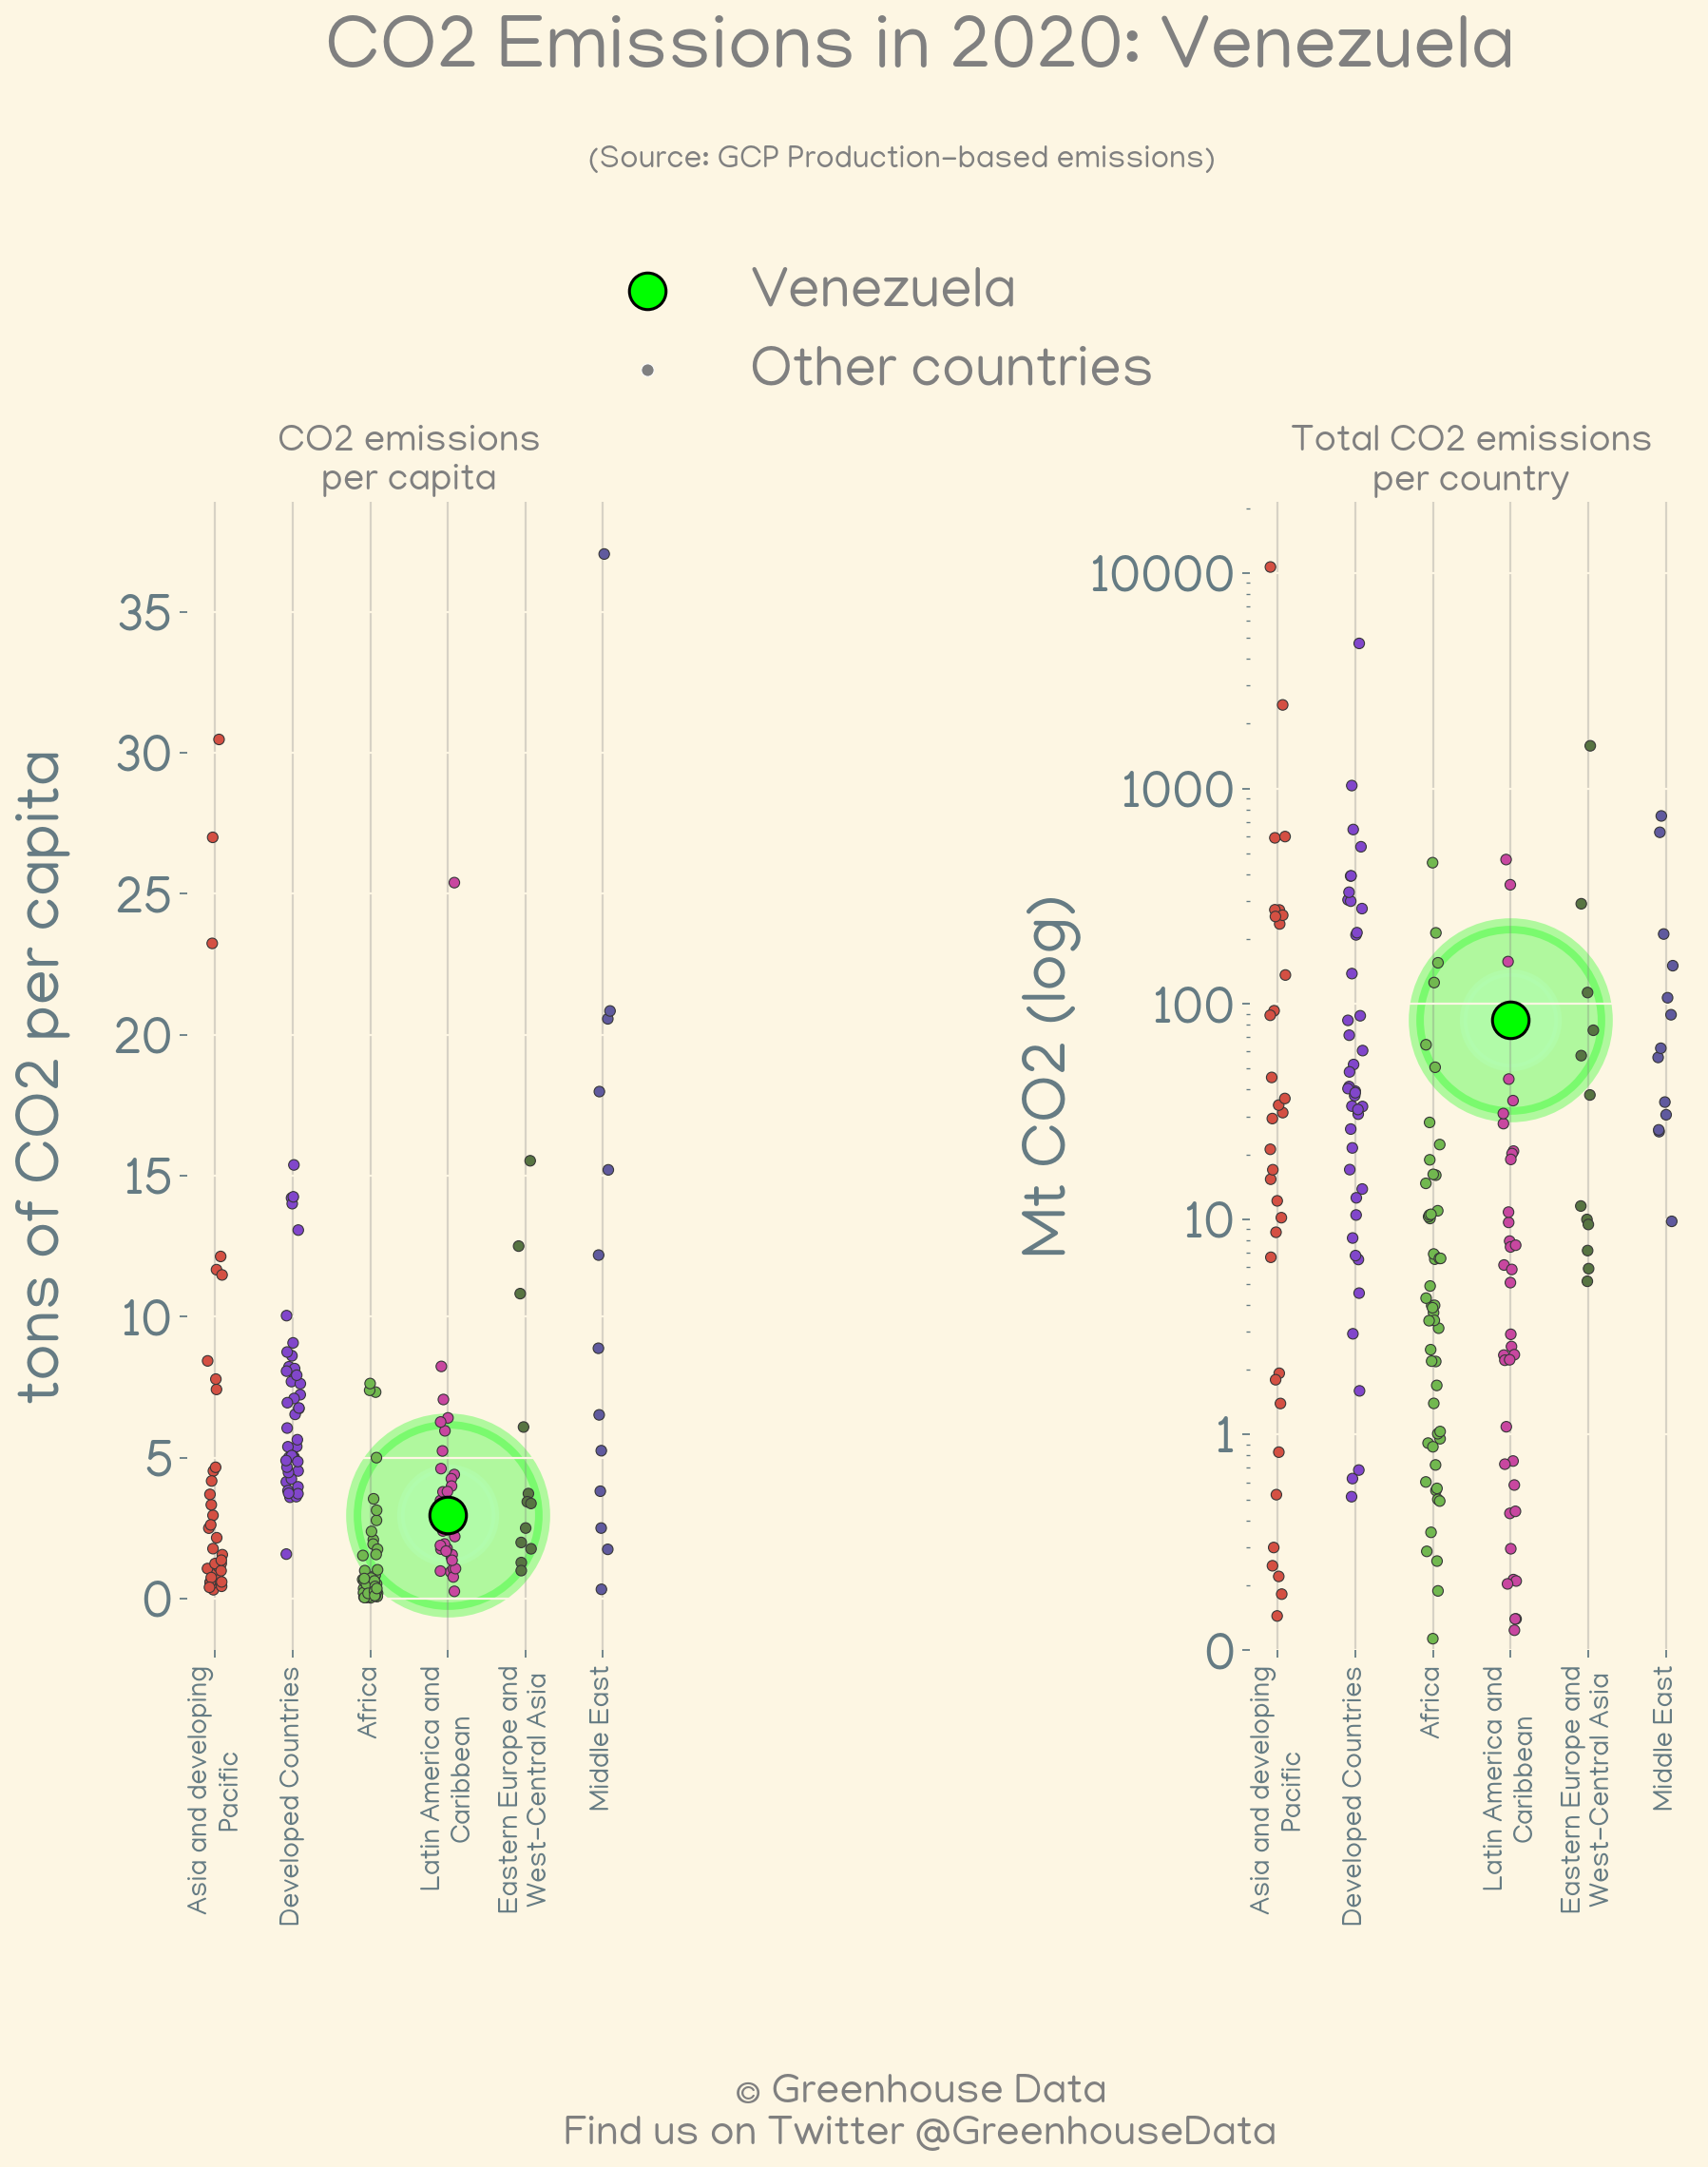 CO2 Emissions in 2020: Venezuela
(Source: GCP Production-based emissions)
Venezuela
Other countries
CO2 emissions
per capita
tons of CO2 per capita
35
30
25
20
15
10
5
0
Asia and developing
Pacific
Developed Countries
Africa
Latin America and
Caribbean
Eastern Europe and
West-Central Asia
Middle East
Total CO2 emissions
per country
Mt CO2 (log)
10000
1000
100
10
1
0
Asia and developing
Pacific
Developed Countries
Africa
Latin America and
Caribbean
Eastern Europe and
West-Central Asia
Middle East
© Greenhouse Data
Find us on Twitter @GreenhouseData